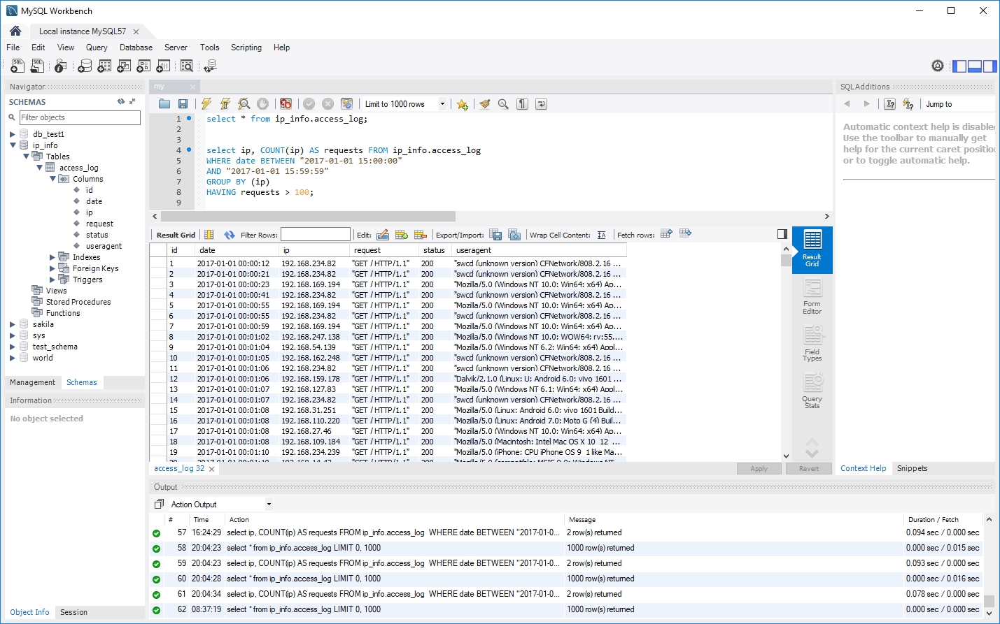 MySQL Workbench
Local instance MySQL57
File Edit View Query Database Server Tools Scripting Help
Navigator
SCHEMAS
Filter objects
db_test1
ip_info
Tables
access_log
Columns
id
date
ip
request
status
useragent
Indexes
Foreign Keys
Triggers
Views
Stored Procedures
Functions
sakila
sys
test_schema
world
Management Schemas
Information
No object selected
Object Info Session
my
Limit to 1000 rows
1 select * from ip_info.access_log;
2
3
4 select ip, COUNT(ip) AS requests FROM ip_info.access_log
5 WHERE date BETWEEN "2017-01-01 15:00:00"
6 AND "2017-01-01 15:59:59"
7 GROUP BY (ip)
8 HAVING requests > 100;
9
Result Grid Filter Rows: Edit: Export/Import: Wrap Cell Content: Fetch rows:
id date ip request status useragent
1 2017-01-01 00:00:12 192.168.234.82 "GET / HTTP/1.1" 200 "swcd (unknown version) CFNetwork/808.2.16 ...
2 2017-01-01 00:00:21 192.168.234.82 "GET / HTTP/1.1" 200 "swcd (unknown version) CFNetwork/808.2.16 ...
3 2017-01-01 00:00:23 192.168.169.194 "GET / HTTP/1.1" 200 "Mozilla/5.0 (Windows NT 10.0; Win64; x64) Ap...
4 2017-01-01 00:00:41 192.168.234.82 "GET / HTTP/1.1" 200 "swcd (unknown version) CFNetwork/808.2.16 ...
5 2017-01-01 00:00:55 192.168.169.194 "GET / HTTP/1.1" 200 "Mozilla/5.0 (Windows NT 10.0; Win64; x64) Ap...
6 2017-01-01 00:00:55 192.168.234.82 "GET / HTTP/1.1" 200 "swcd (unknown version) CFNetwork/808.2.16 ...
7 2017-01-01 00:00:59 192.168.169.194 "GET / HTTP/1.1" 200 "Mozilla/5.0 (Windows NT 10.0; Win64; x64) Ap...
8 2017-01-01 00:01:02 192.168.247.138 "GET / HTTP/1.1" 200 "Mozilla/5.0 (Windows NT 10.0; WOW64; rv:55....
9 2017-01-01 00:01:04 192.168.54.139 "GET / HTTP/1.1" 200 "Mozilla/5.0 (Windows NT 6.2; Win64; x64) Appl...
10 2017-01-01 00:01:05 192.168.162.248 "GET / HTTP/1.1" 200 "swcd (unknown version) CFNetwork/808.2.16 ...
11 2017-01-01 00:01:06 192.168.234.82 "GET / HTTP/1.1" 200 "swcd (unknown version) CFNetwork/808.2.16 ...
12 2017-01-01 00:01:06 192.168.159.178 "GET / HTTP/1.1" 200 "Dalvik/2.1.0 (Linux; U; Android 6.0; vivo 1601 ...
13 2017-01-01 00:01:07 192.168.127.83 "GET / HTTP/1.1" 200 "Mozilla/5.0 (Windows NT 6.1; Win64; x64) Appl...
14 2017-01-01 00:01:07 192.168.234.82 "GET / HTTP/1.1" 200 "swcd (unknown version) CFNetwork/808.2.16 ...
15 2017-01-01 00:01:08 192.168.31.251 "GET / HTTP/1.1" 200 "Mozilla/5.0 (Linux; Android 6.0; vivo 1601 Build...
16 2017-01-01 00:01:08 192.168.110.220 "GET / HTTP/1.1" 200 "Mozilla/5.0 (Linux; Android 7.0; Moto G (4) Buil...
17 2017-01-01 00:01:08 192.168.27.46 "GET / HTTP/1.1" 200 "Mozilla/5.0 (Windows NT 10.0; Win64; x64) Ap...
18 2017-01-01 00:01:08 192.168.109.184 "GET / HTTP/1.1" 200 "Mozilla/5.0 (Macintosh; Intel Mac OS X 10_12_...
19 2017-01-01 00:01:10 192.168.234.239 "GET / HTTP/1.1" 200 "Mozilla/5.0 (iPhone; CPU iPhone OS 9_1 like Ma...
Result
Grid
Form
Editor
Field
Types
Query
Stats
access_log 32 Apply Revert
SQLAdditions
Jump to
Automatic context help is disable
Use the toolbar to manually get
help for the current caret positio
or to toggle automatic help.
Context Help Snippets
Output
Action Output
# Time Action Message Duration / Fetch
57 16:24:29 select ip, COUNT(ip) AS requests FROM ip_info.access_log WHERE date BETWEEN "2017-01-0... 2 row(s) returned 0.094 sec / 0.000 sec
58 20:04:23 select * from ip_info.access_log LIMIT 0, 1000 1000 row(s) returned 0.000 sec / 0.015 sec
59 20:04:23 select ip, COUNT(ip) AS requests FROM ip_info.access_log WHERE date BETWEEN "2017-01-0... 2 row(s) returned 0.093 sec / 0.000 sec
60 20:04:28 select * from ip_info.access_log LIMIT 0, 1000 1000 row(s) returned 0.000 sec / 0.016 sec
61 20:04:34 select ip, COUNT(ip) AS requests FROM ip_info.access_log WHERE date BETWEEN "2017-01-0... 2 row(s) returned 0.078 sec / 0.000 sec
62 08:37:19 select * from ip_info.access_log LIMIT 0, 1000 1000 row(s) returned 0.000 sec / 0.000 sec